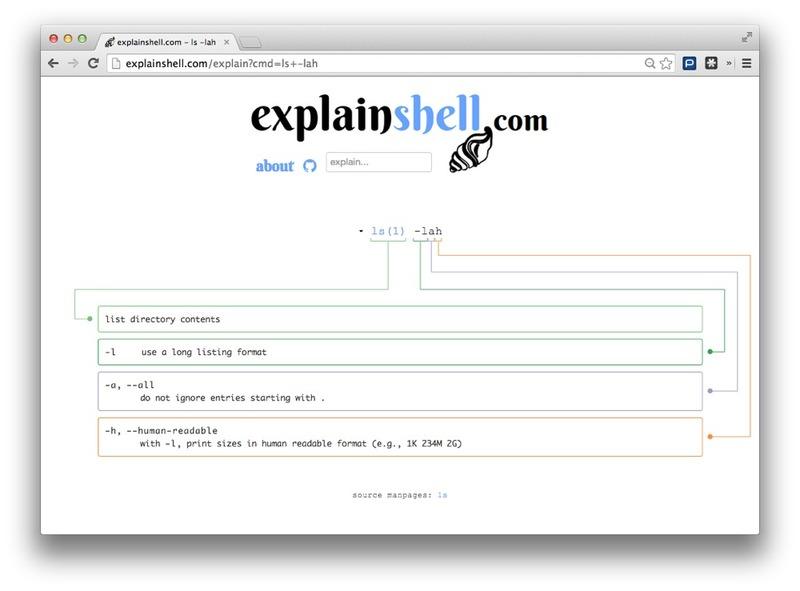 explainshell.com - ls -lah
explainshell.com/explain?cmd=ls+-lah
explainshell.com
about
explain...
ls(1) -lah
list directory contents
-l     use a long listing format
-a, --all
do not ignore entries starting with .
-h, --human-readable
with -l, print sizes in human readable format (e.g., 1K 234M 2G)
source manpages: ls